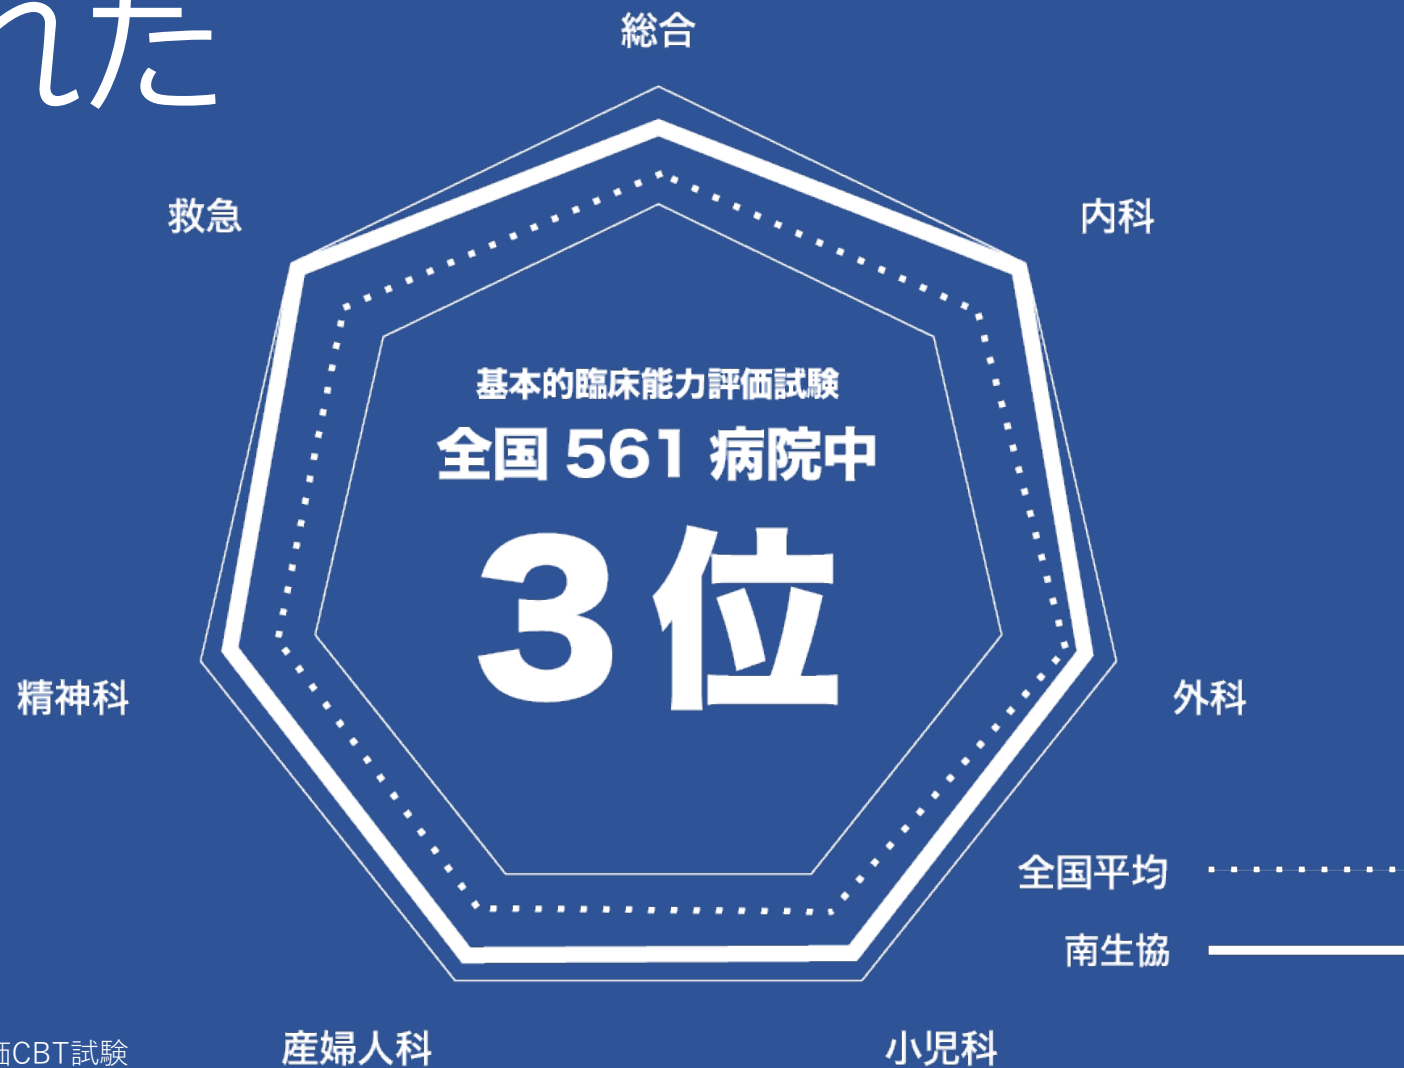 れた
総合
救急
内科
基本的臨床能力評価試験
全国 561 病院中
3位
精神科
外科
全国平均
南生協
産婦人科
小児科
価CBT試験